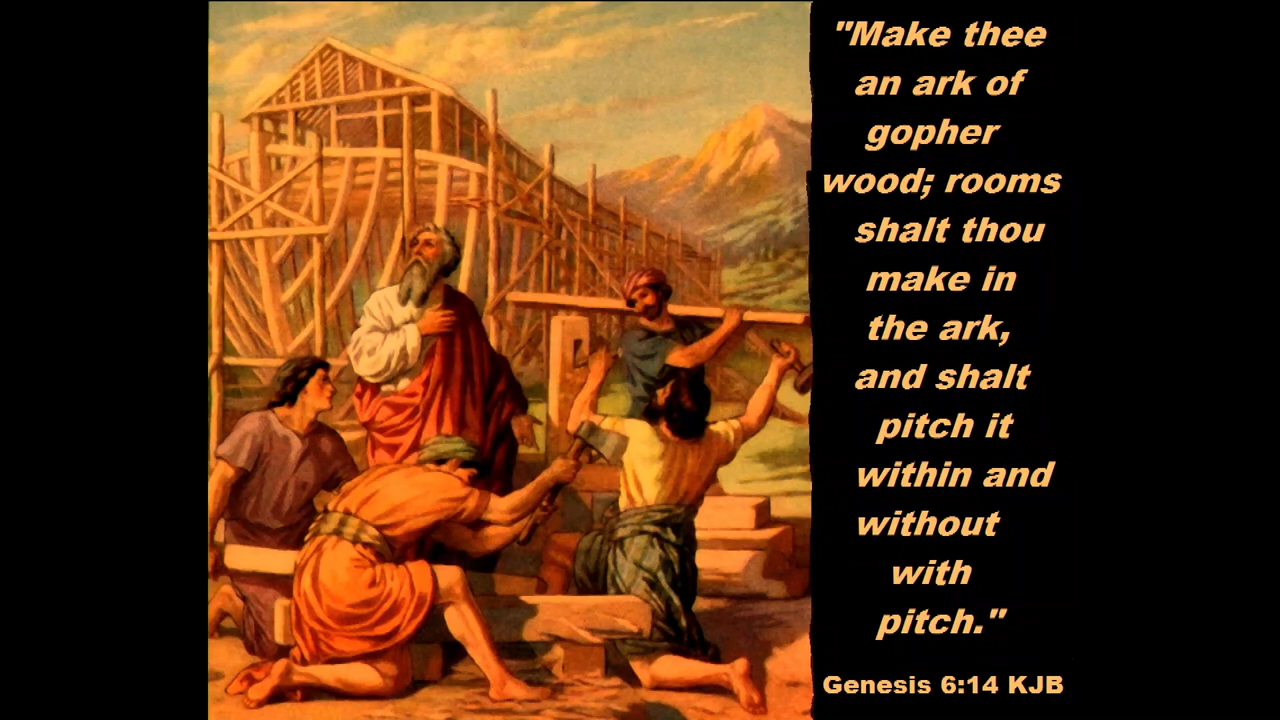 "Make thee
an ark of
gopher
wood; rooms
shalt thou
make in
the ark,
and shalt
pitch it
within and
without
with
pitch."
Genesis 6:14 KJB